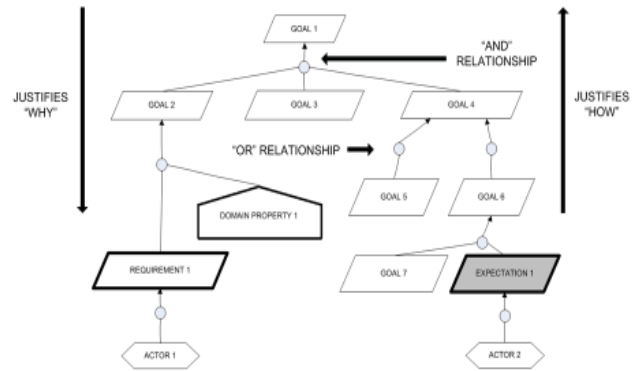 GOAL 1
"AND"
RELATIONSHIP
JUSTIFIES
"WHY"
GOAL 2
GOAL 3
GOAL 4
JUSTIFIES
"HOW"
"OR" RELATIONSHIP
GOAL 5
GOAL 6
DOMAIN PROPERTY 1
REQUIREMENT 1
GOAL 7
EXPECTATION 1
ACTOR 1
ACTOR 2